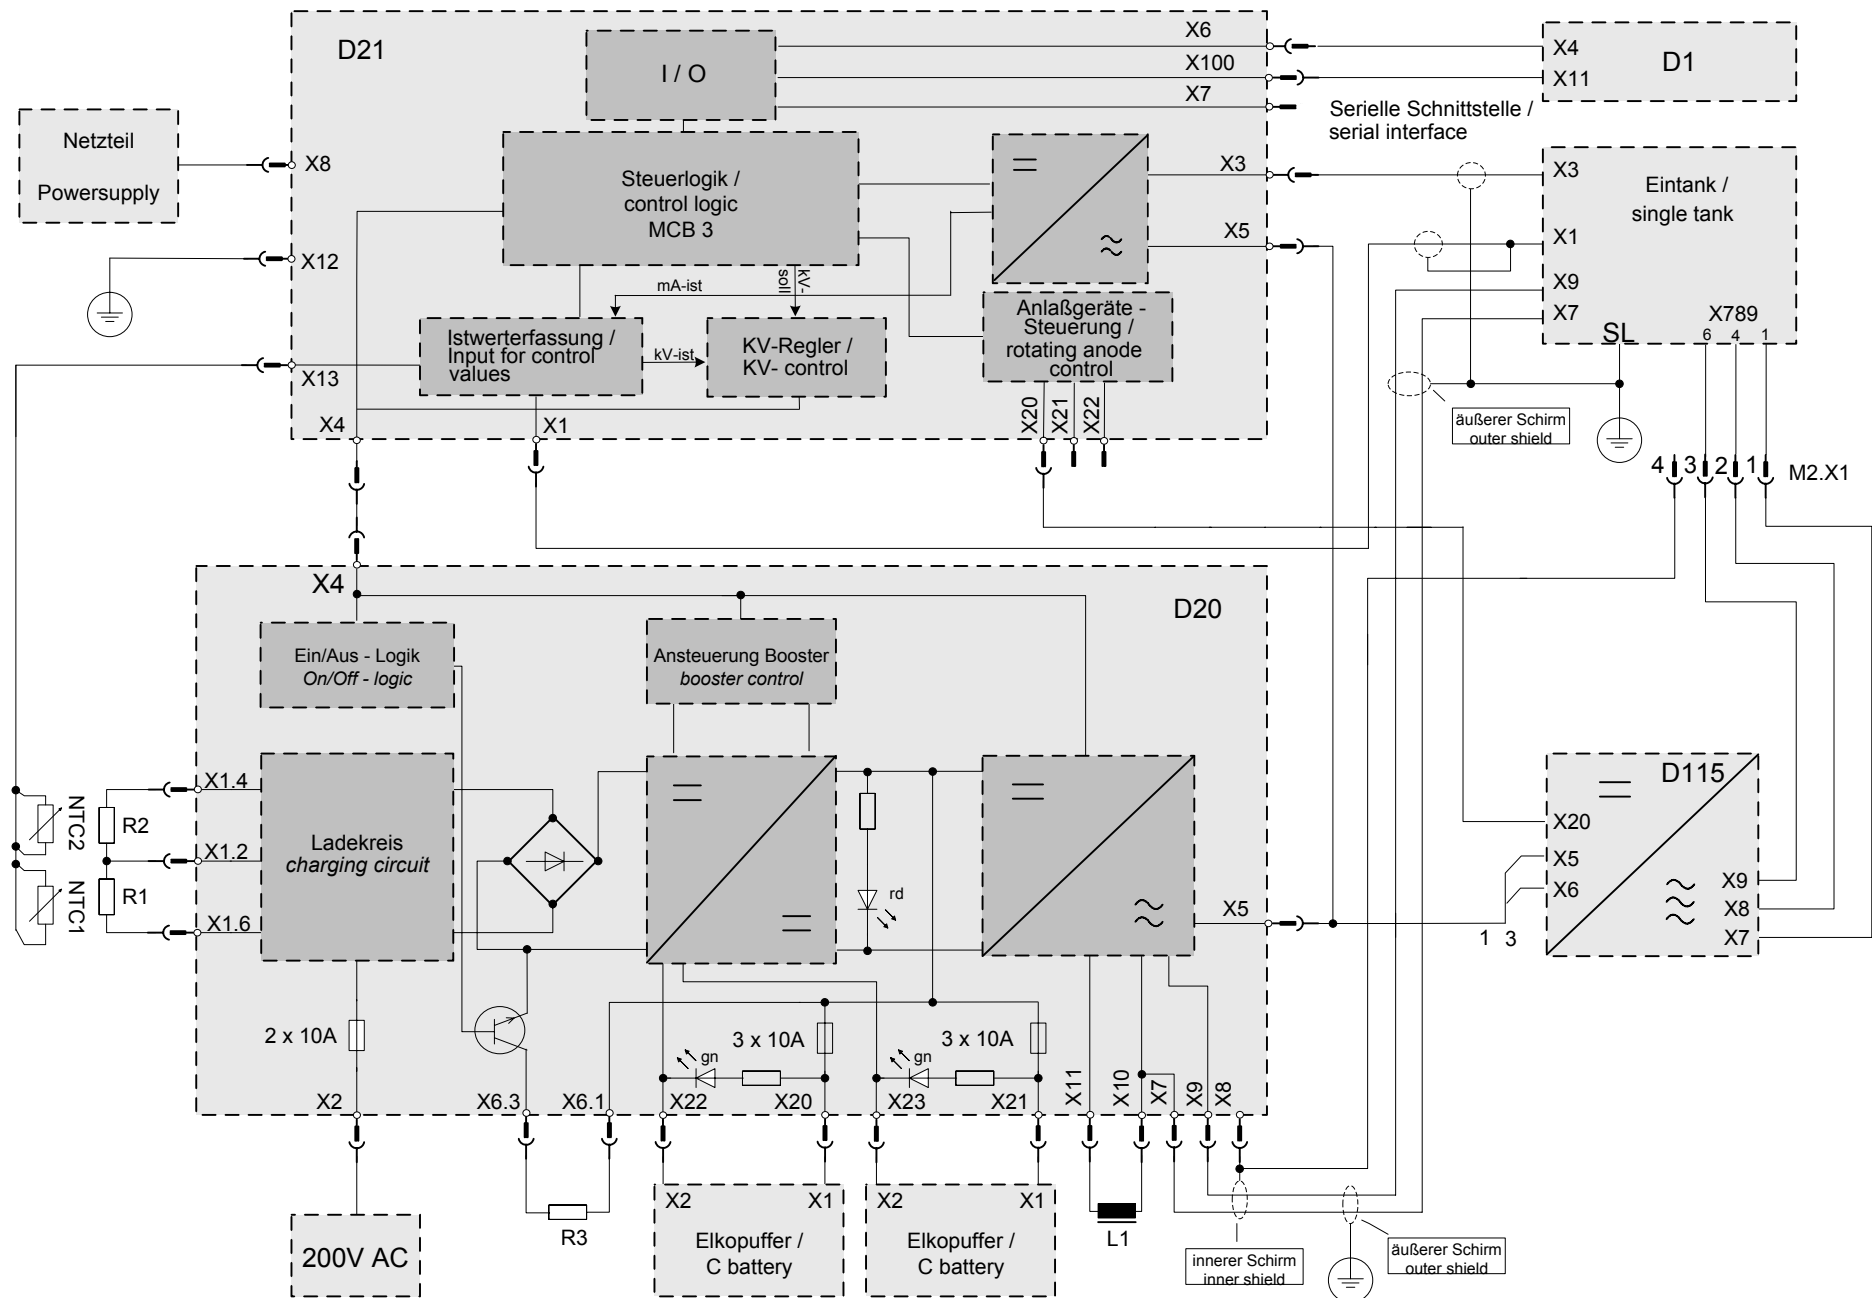 D21
I / O
X6
X100
X7
X4
X11
D1
Serielle Schnittstelle /
serial interface
Netzteil
Powersupply
X8
Steuerlogik /
control logic
MCB 3
X3
X5
X3
X1
X9
X7
Eintank /
single tank
X789
6 4 1
SL
X12
mA-ist
kV-
soll
Istwerterfassung /
Input for control
values
kV-ist
KV-Regler /
KV- control
Anlaßgeräte -
Steuerung /
rotating anode
control
X13
X4
X1
X20
X21
X22
äußerer Schirm
outer shield
4 3 2 1 M2.X1
X4
D20
Ein/Aus - Logik
On/Off - logic
Ansteuerung Booster
booster control
X1.4
X1.2
X1.6
NTC2
R2
NTC1
R1
Ladekreis
charging circuit
rd
X5
D115
X20
X5
X6
X9
X8
X7
1 3
2 x 10A
3 x 10A
gn
3 x 10A
gn
X2
X6.3
X6.1
X22
X20
X23
X21
X11
X10
X7
X9
X8
200V AC
R3
X2 X1
Elkopuffer /
C battery
X2 X1
Elkopuffer /
C battery
L1
innerer Schirm
inner shield
äußerer Schirm
outer shield